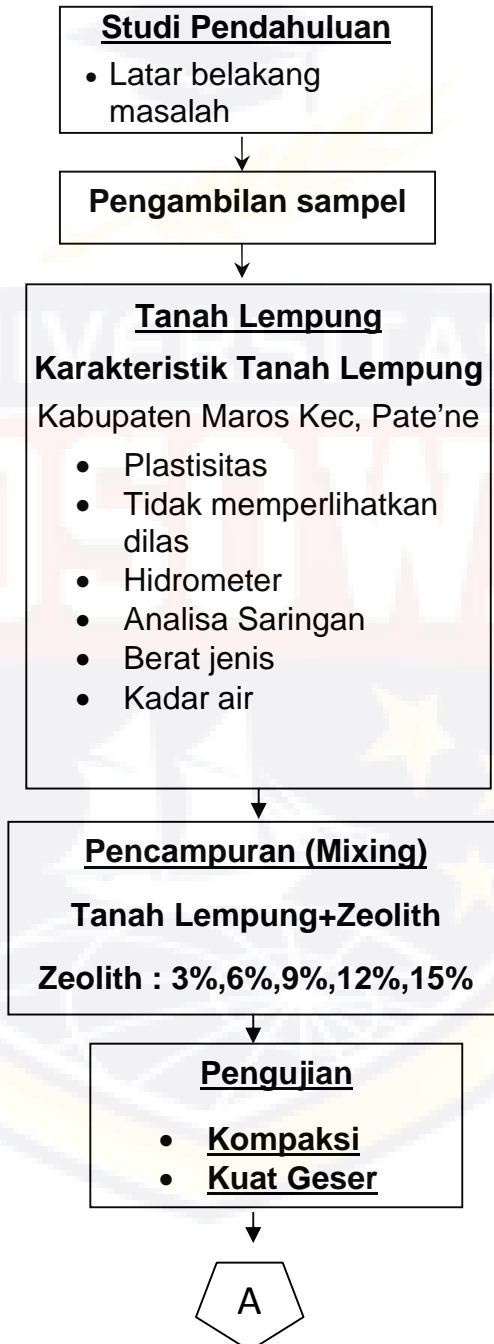 Studi Pendahuluan
• Latar belakang
masalah
Pengambilan sampel
Tanah Lempung
Karakteristik Tanah Lempung
Kabupaten Maros Kec, Pate’ne
• Plastisitas
• Tidak memperlihatkan
dilas
• Hidrometer
• Analisa Saringan
• Berat jenis
• Kadar air
Pencampuran (Mixing)
Tanah Lempung+Zeolith
Zeolith : 3%,6%,9%,12%,15%
Pengujian
• Kompaksi
• Kuat Geser
A